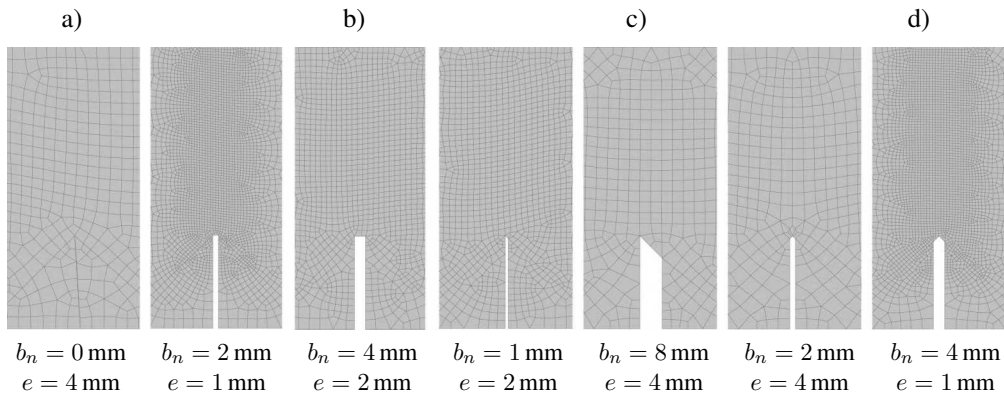 a) b) c) d)
b_n = 0 mm b_n = 2 mm b_n = 4 mm b_n = 1 mm b_n = 8 mm b_n = 2 mm b_n = 4 mm
e = 4 mm e = 1 mm e = 2 mm e = 2 mm e = 4 mm e = 4 mm e = 1 mm